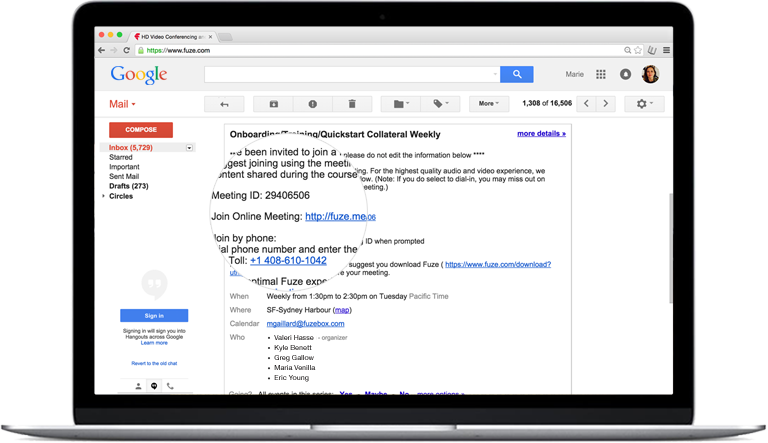 HD Video Conferencing an
https://www.fuze.com
Google
Marie
Mail
More
1,308 of 16,506
COMPOSE
Inbox (5,729)
Starred
Important
Sent Mail
Drafts (273)
Circles
Sign in
Signing in will sign you into
Hangouts across Google
Learn more
Revert to the old chat
Onboarding/Training/Quickstart Collateral Weekly
more details »
've been invited to join a
please do not edit the information below ****
ggest joining using the meeti
ing. For the highest quality audio and video experience, we
ontent shared during the course
low. (Note: If you do select to dial-in, you may miss out on
meeting.)
Meeting ID: 29406506
Join Online Meeting: http://fuze.me
06
Join by phone:
ial phone number and enter the
ID when prompted
Toll: +1 408-610-1042
suggest you download Fuze ( https://www.fuze.com/download?
e your meeting.
optimal Fuze expe
When Weekly from 1:30pm to 2:30pm on Tuesday Pacific Time
Where SF-Sydney Harbour (map)
Calendar mgaillard@fuzebox.com
Who • Valeri Hasse - organizer
• Kyle Benett
• Greg Gallow
• Maria Venilla
• Eric Young
Going? All events in this series: Yes - Maybe - No more options »